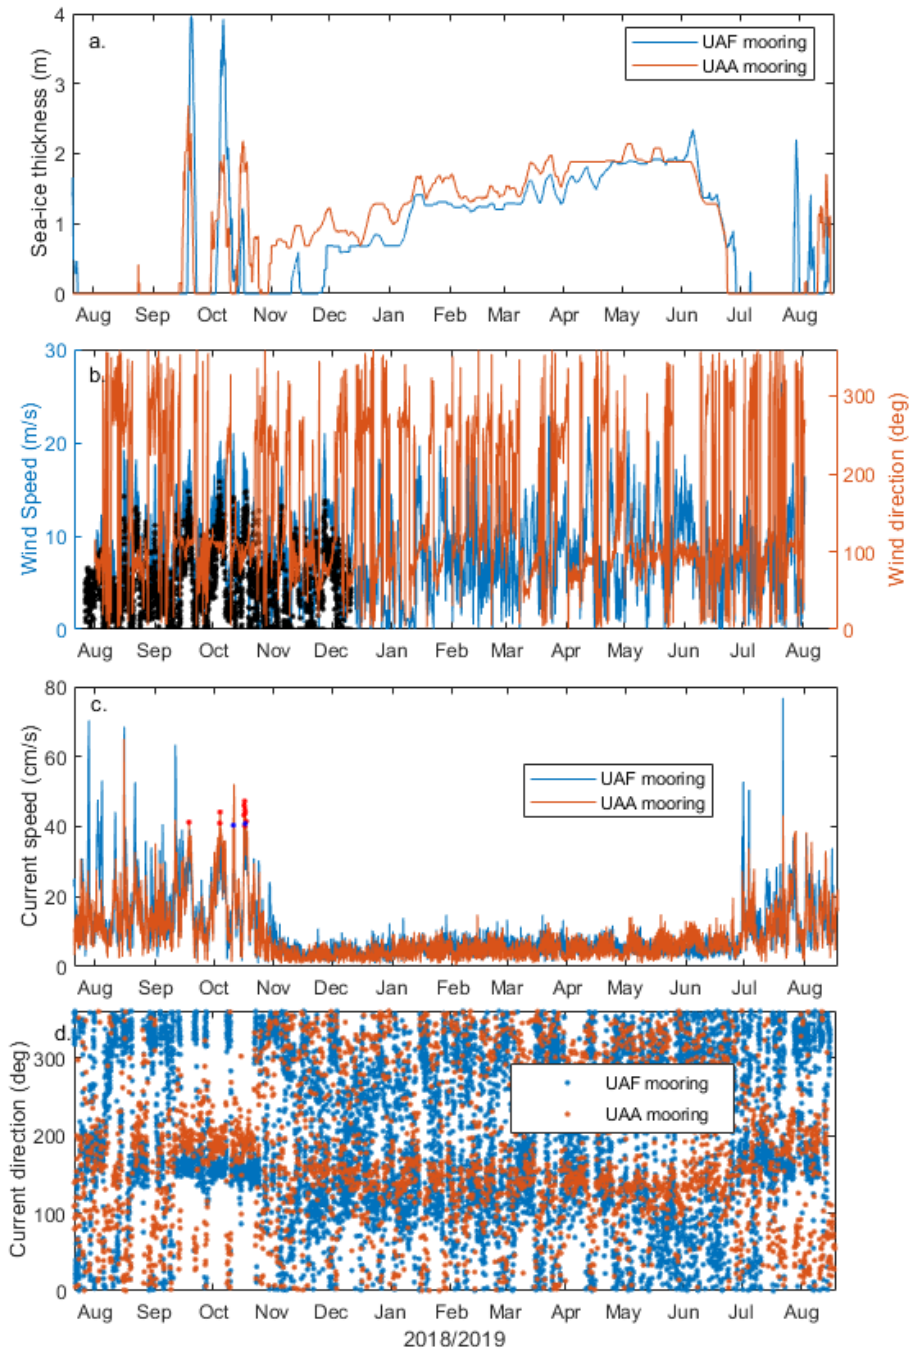 a.
UAF mooring
UAA mooring
Sea-ice thickness (m)
4
3
2
1
0
Aug Sep Oct Nov Dec Jan Feb Mar Apr May Jun Jul Aug
b.
Wind Speed (m/s)
30
20
10
0
Wind direction (deg)
300
200
100
0
Aug Sep Oct Nov Dec Jan Feb Mar Apr May Jun Jul Aug
c.
UAF mooring
UAA mooring
Current speed (cm/s)
80
60
40
20
0
Aug Sep Oct Nov Dec Jan Feb Mar Apr May Jun Jul Aug
d.
UAF mooring
UAA mooring
Current direction (deg)
300
200
100
0
Aug Sep Oct Nov Dec Jan Feb Mar Apr May Jun Jul Aug
2018/2019